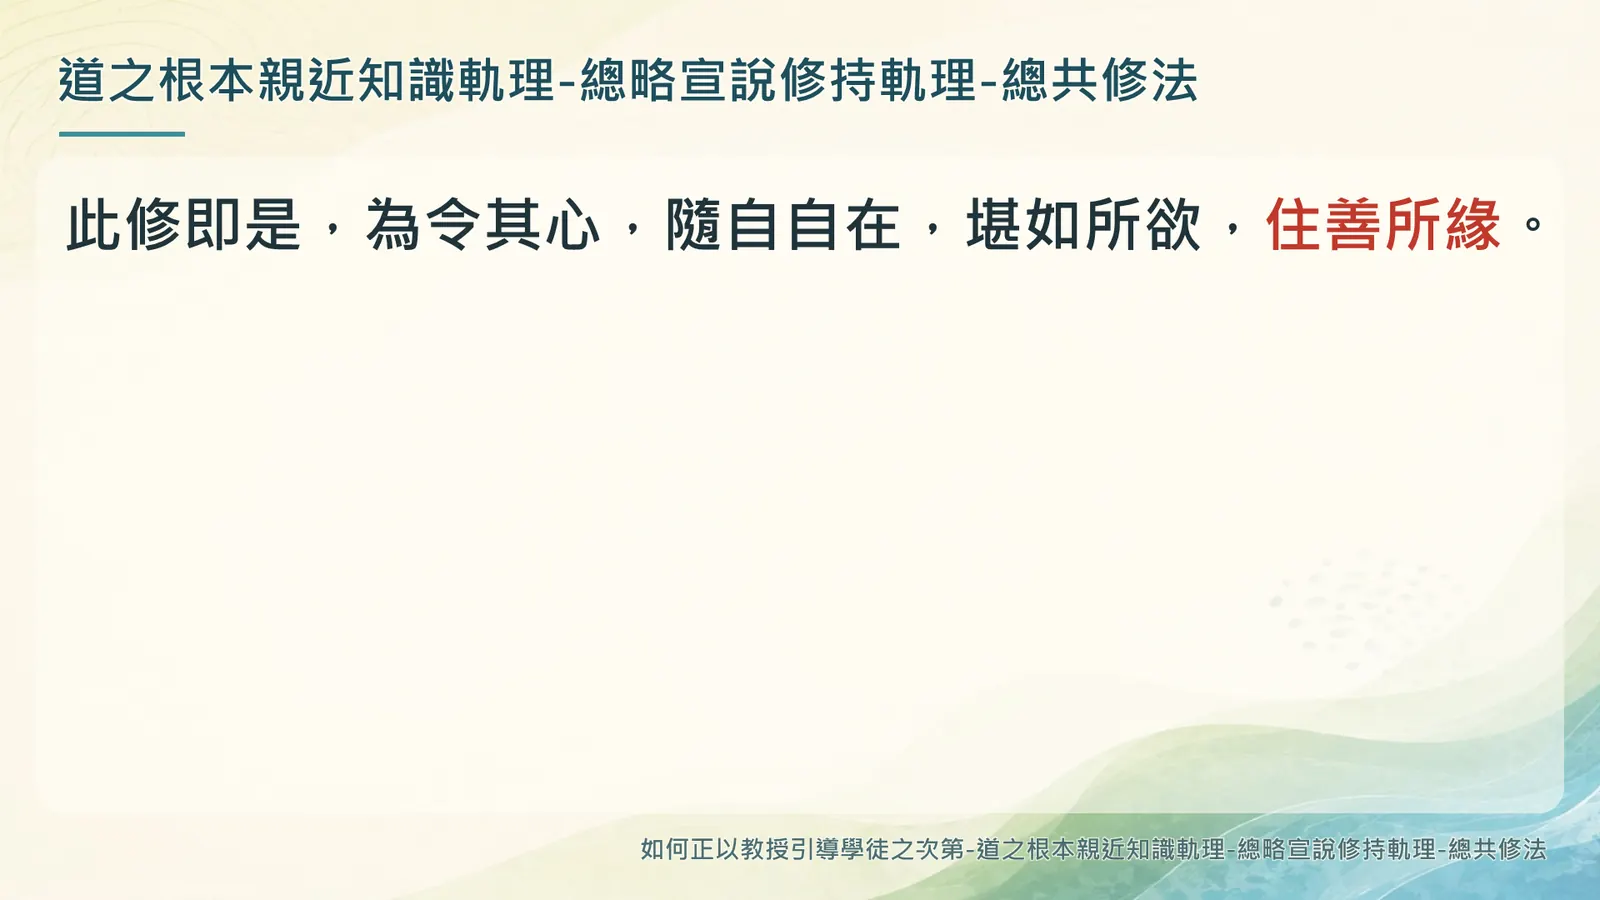 道之根本親近知識軌理-總略宣說修持軌理-總共修法
此修即是，為令其心，隨自自在，堪如所欲，住善所緣。
如何正以教授引導學徒之次第-道之根本親近知識軌理-總略宣說修持軌理-總共修法